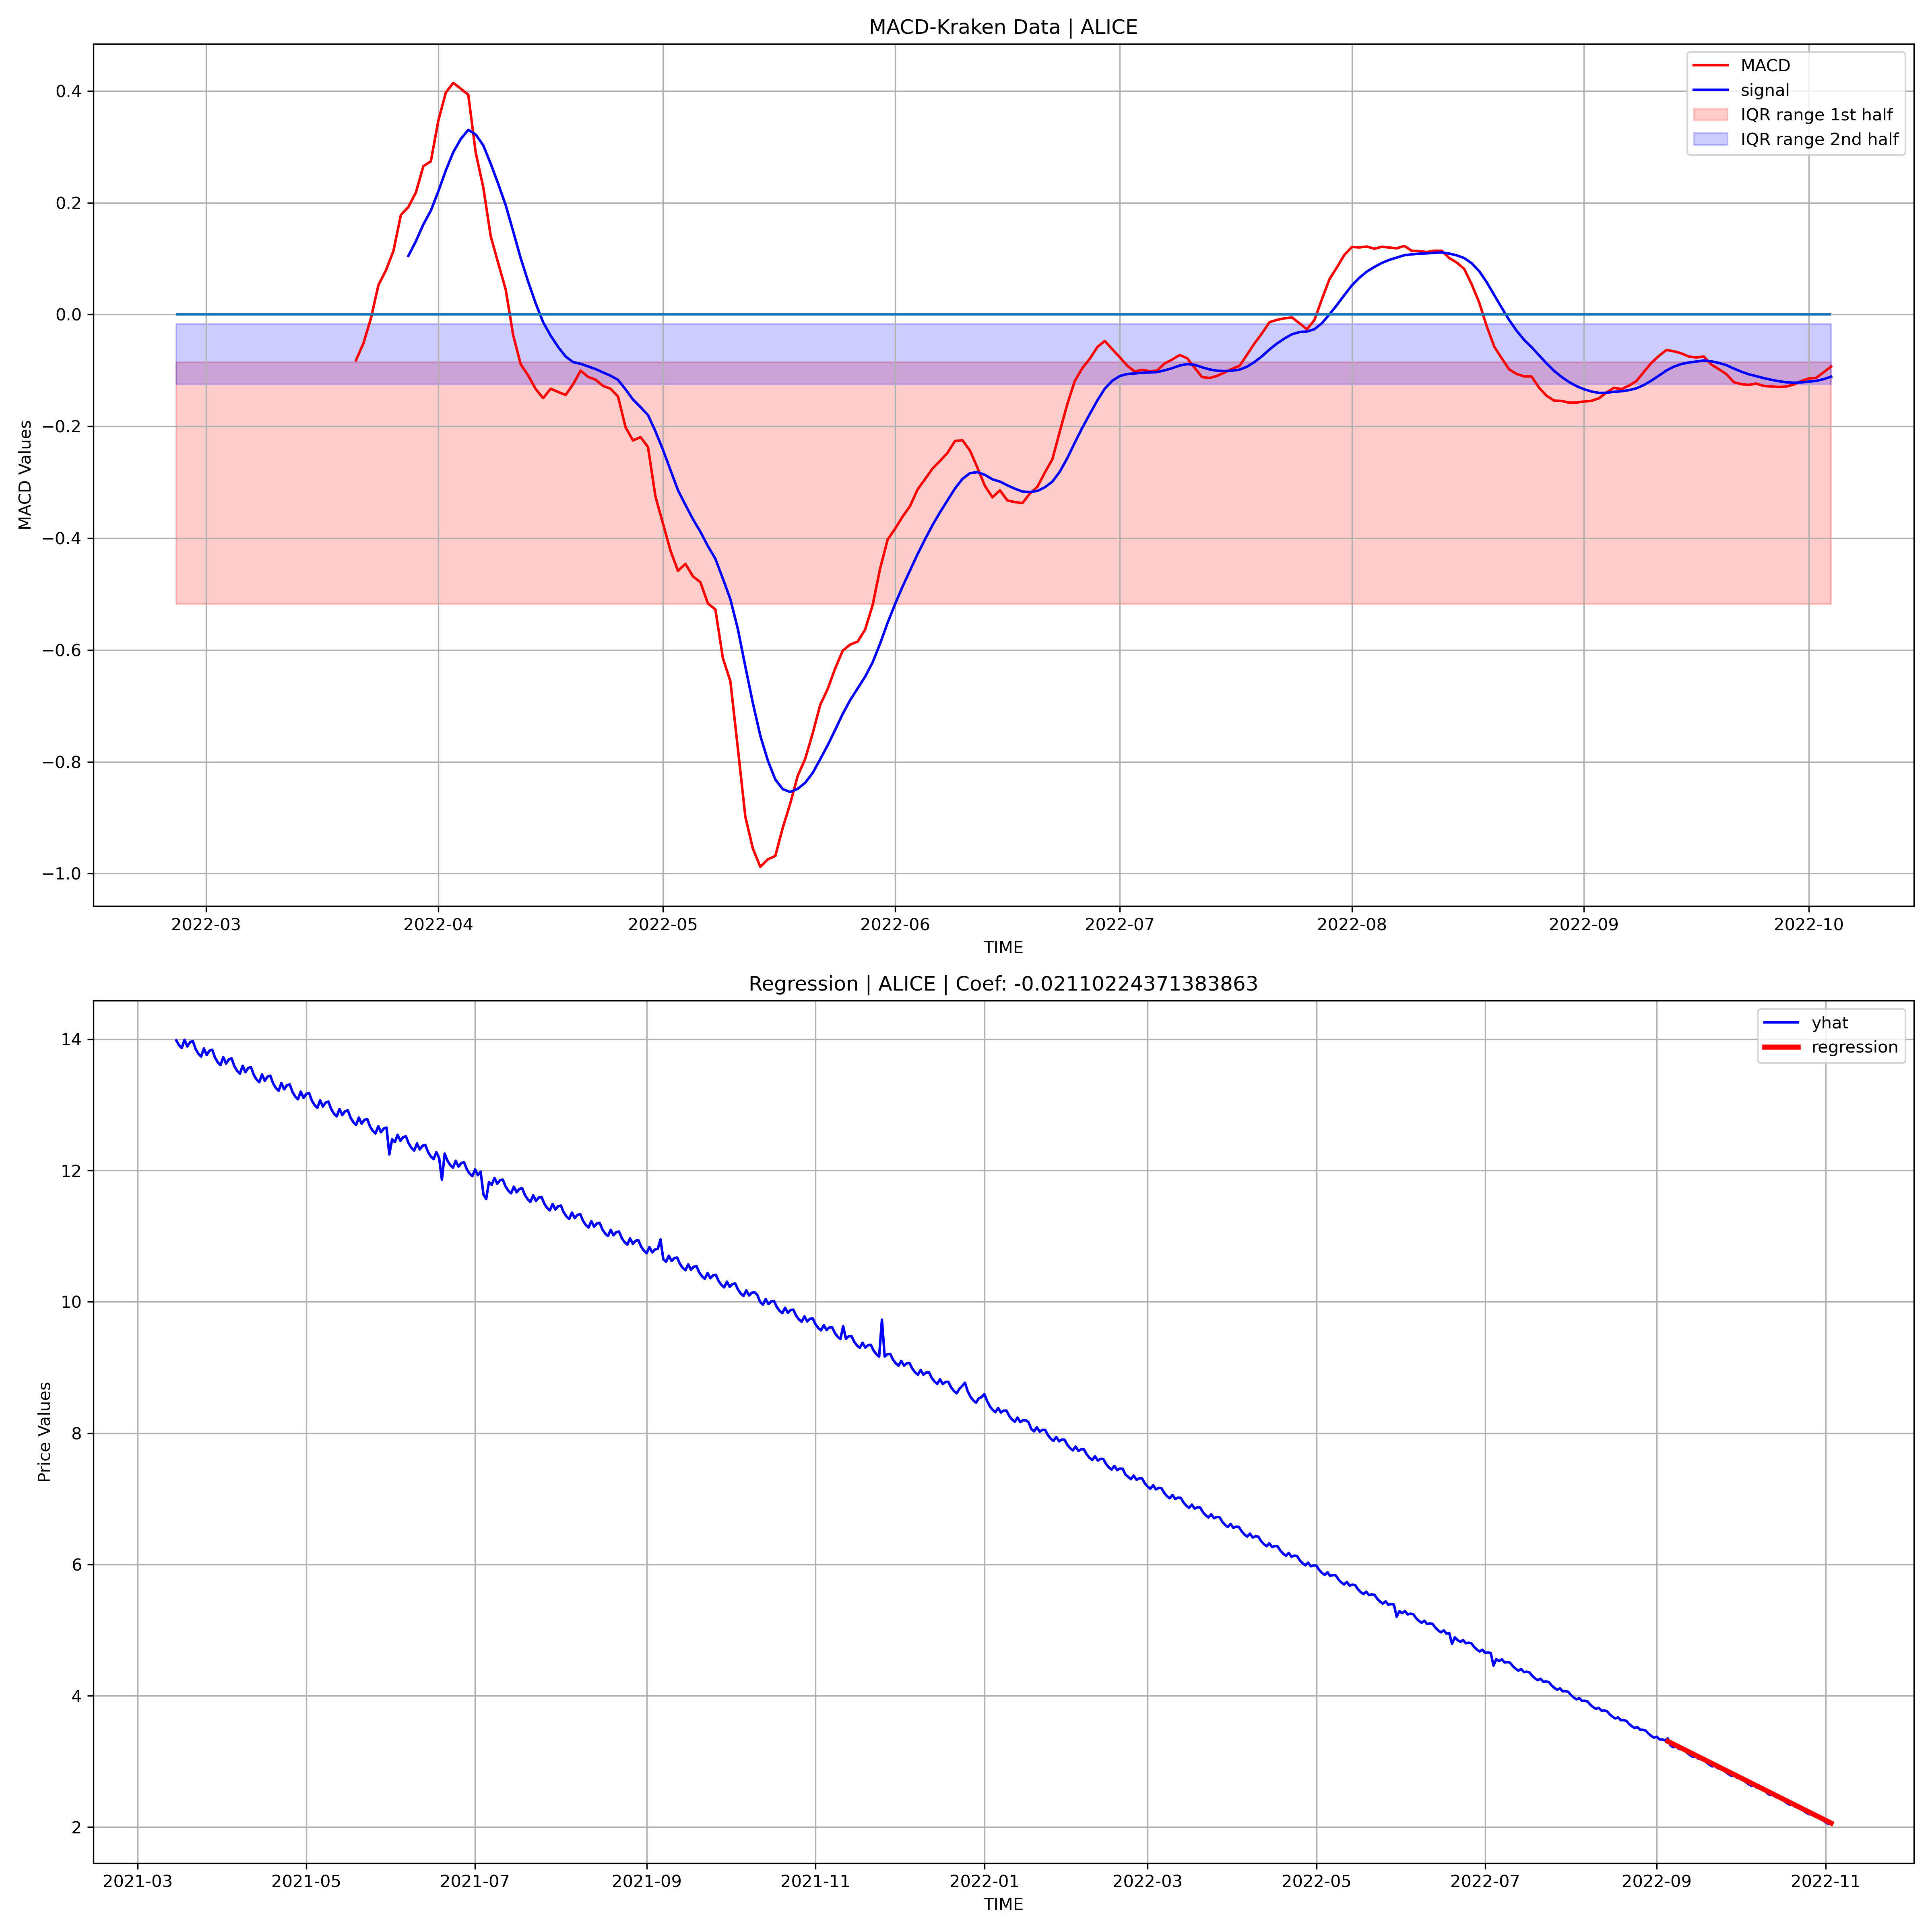 MACD-Kraken Data | ALICE
MACD
signal
IQR range 1st half
IQR range 2nd half
MACD Values
0.4
0.2
0.0
−0.2
−0.4
−0.6
−0.8
−1.0
2022-03 2022-04 2022-05 2022-06 2022-07 2022-08 2022-09 2022-10
TIME
Regression | ALICE | Coef: -0.02110224371383863
yhat
regression
Price Values
14
12
10
8
6
4
2
2021-03 2021-05 2021-07 2021-09 2021-11 2022-01 2022-03 2022-05 2022-07 2022-09 2022-11
TIME